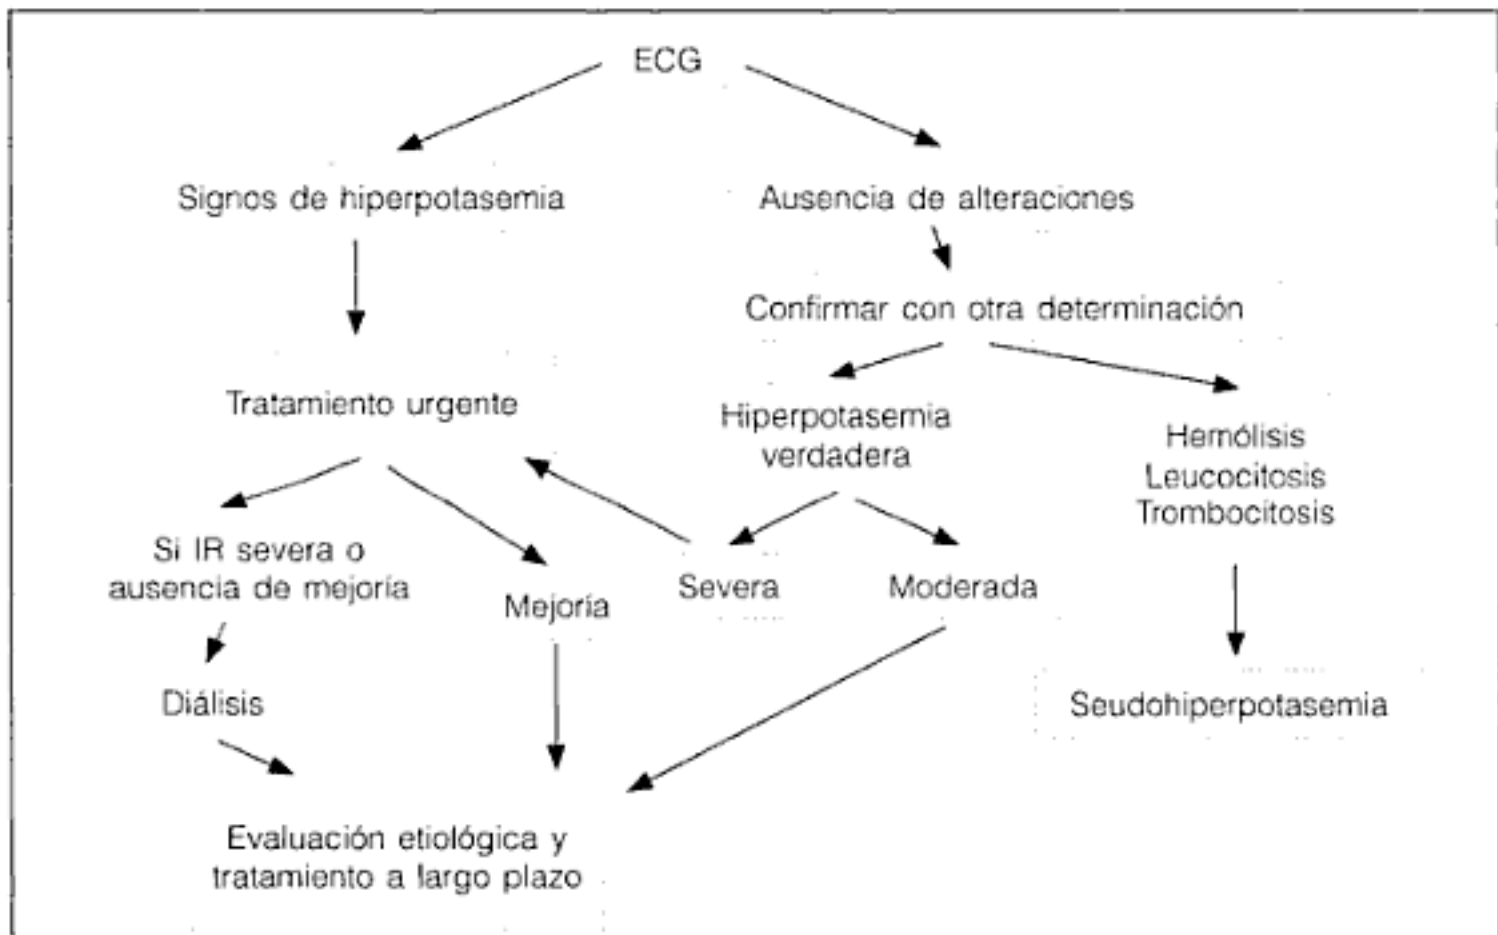 ECG
Signos de hiperpotasemia
Ausencia de alteraciones
Confirmar con otra determinación
Tratamiento urgente
Hiperpotasemia
verdadera
Hemólisis
Leucocitosis
Trombocitosis
Si IR severa o
ausencia de mejoría
Mejoría
Severa
Moderada
Diálisis
Seudohiperpotasemia
Evaluación etiológica y
tratamiento a largo plazo